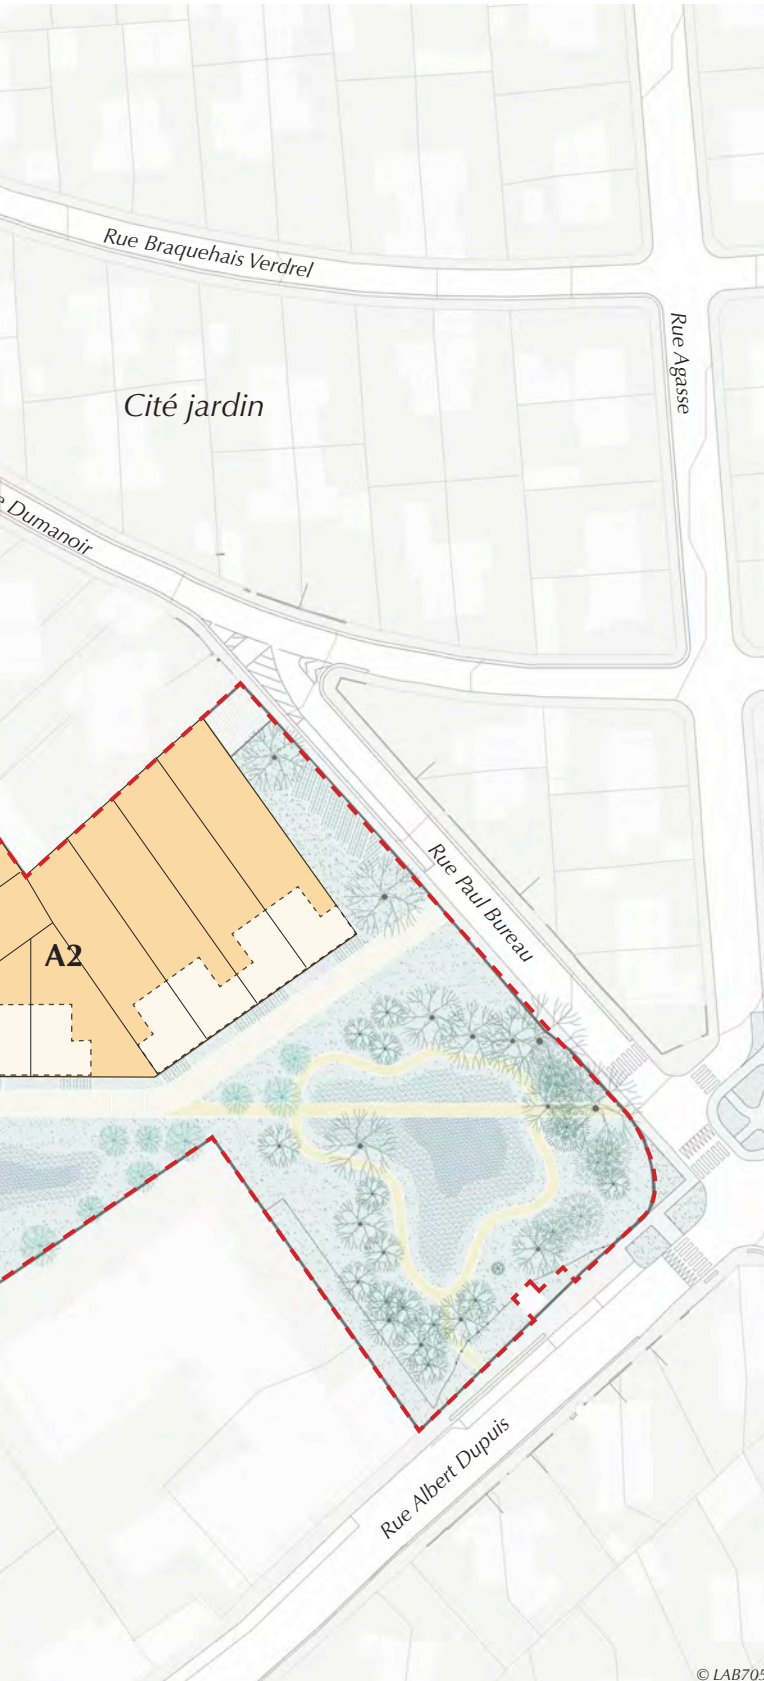 Rue Braquehais Verdrel
Rue Agasse
Cité jardin
Dumanoir
Rue Paul Bureau
A2
Rue Albert Dupuis
© LAB705